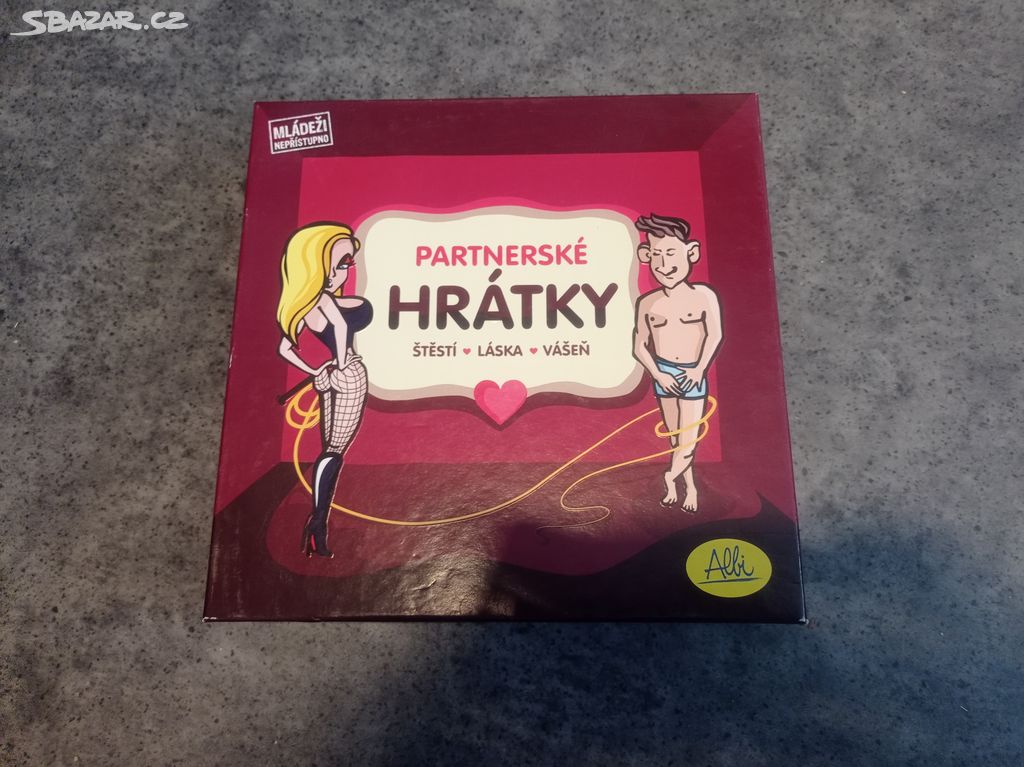 SBAZAR.CZ
MLÁDEŽI
NEPŘÍSTUPNO
PARTNERSKÉ
HRÁTKY
ŠTĚSTÍ ♥ LÁSKA ♥ VÁŠEŇ
Albi